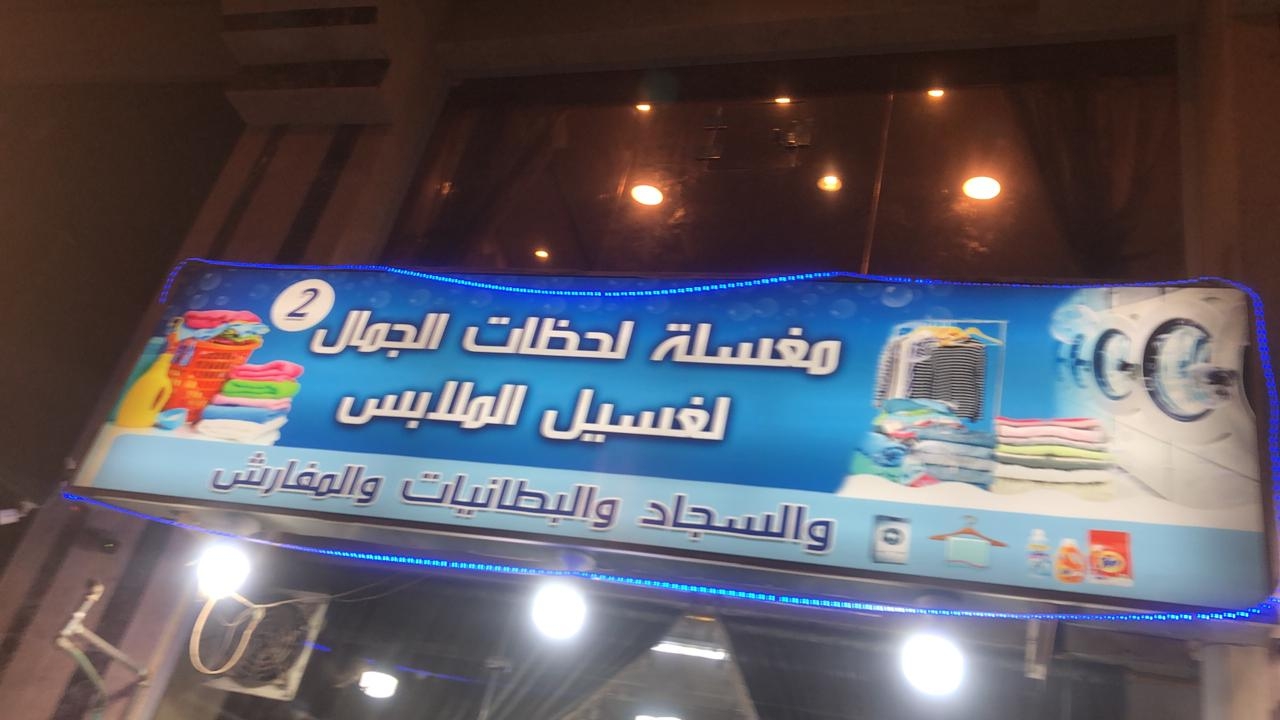 مغسلة لحظات الجمال 2
لغسيل الملابس
والسجاد والبطانيات والمفارش